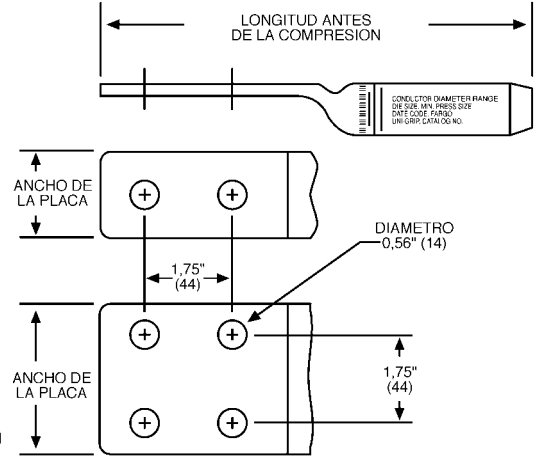 LONGITUD ANTES
DE LA COMPRESION
CONDUCTOR DIAMETER RANGE
DIE SIZE, MIN. PRESS SIZE
DATE CODE, FARGO
UNI-GRIP, CATALOG NO.
ANCHO DE
LA PLACA
DIAMETRO
0,56" (14)
1,75"
(44)
ANCHO DE
LA PLACA
1,75"
(44)